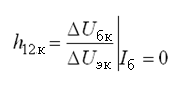 h₁₂к = ΔUбк / ΔUэк | Iб = 0